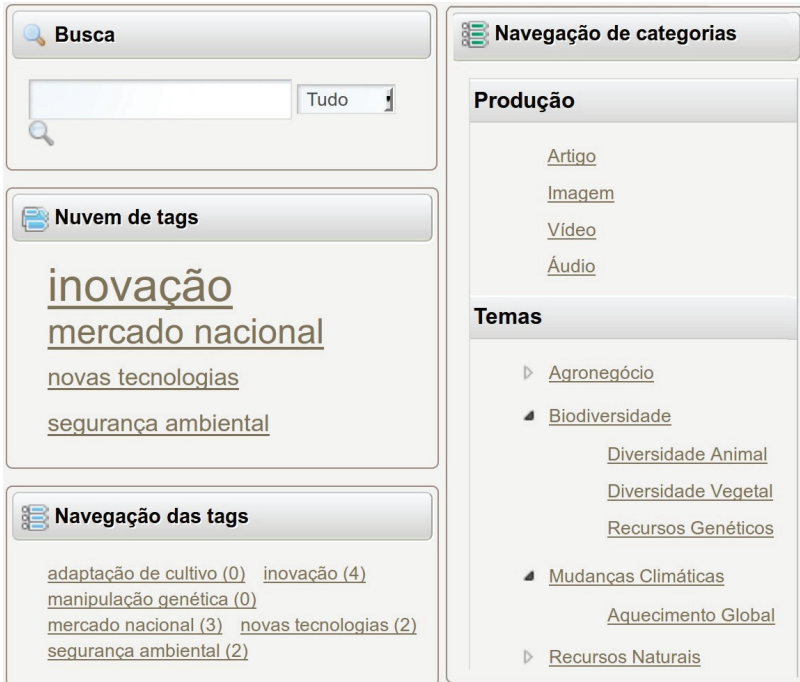 Busca
Tudo
Nuvem de tags
inovação
mercado nacional
novas tecnologias
segurança ambiental
Navegação das tags
adaptação de cultivo (0) inovação (4)
manipulação genética (0)
mercado nacional (3) novas tecnologias (2)
segurança ambiental (2)
Navegação de categorias
Produção
Artigo
Imagem
Vídeo
Áudio
Temas
Agronegócio
Biodiversidade
Diversidade Animal
Diversidade Vegetal
Recursos Genéticos
Mudanças Climáticas
Aquecimento Global
Recursos Naturais